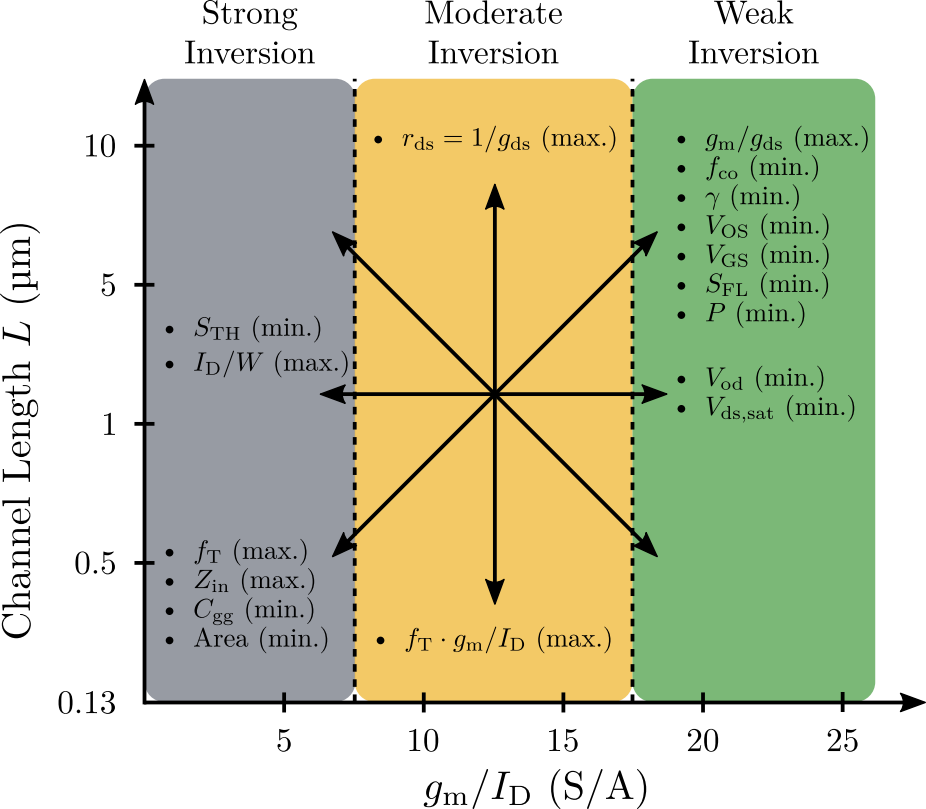 Strong
Inversion
Moderate
Inversion
Weak
Inversion
Channel Length L (µm)
10
5
1
0.5
0.13
• S_TH (min.)
• I_D/W (max.)
• f_T (max.)
• Z_in (max.)
• C_gg (min.)
• Area (min.)
• r_ds = 1/g_ds (max.)
• f_T · g_m/I_D (max.)
• g_m/g_ds (max.)
• f_co (min.)
• γ (min.)
• V_OS (min.)
• V_GS (min.)
• S_FL (min.)
• P (min.)
• V_od (min.)
• V_ds,sat (min.)
5
10
15
20
25
g_m/I_D (S/A)